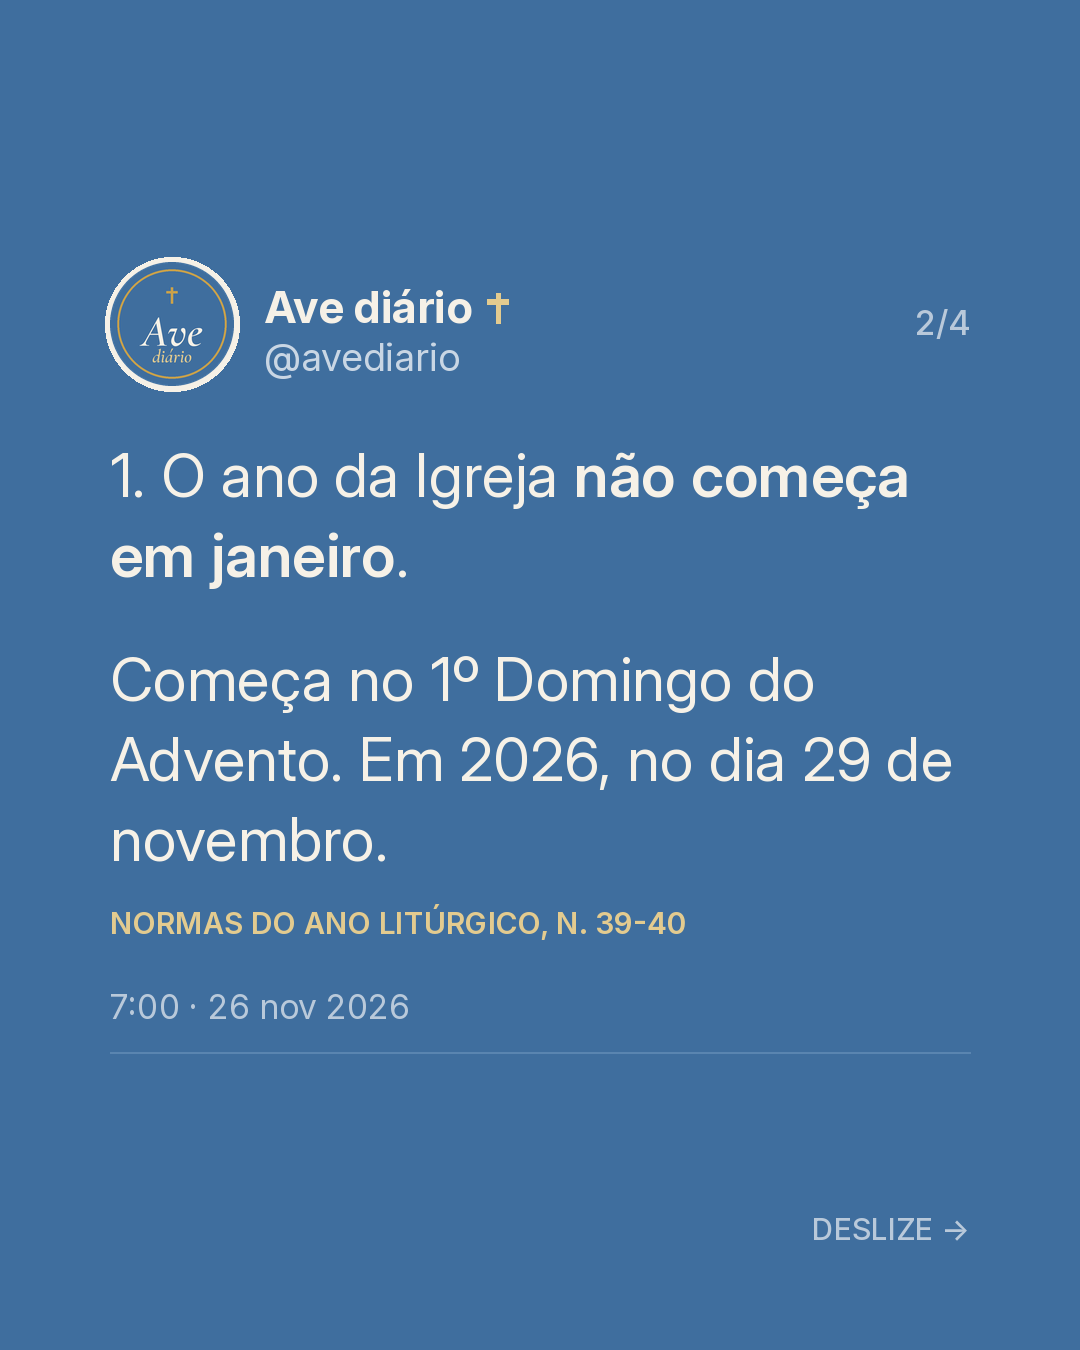 Ave
diário
Ave diário ✝
@avediario
2/4
1. O ano da Igreja não começa
em janeiro.
Começa no 1º Domingo do
Advento. Em 2026, no dia 29 de
novembro.
NORMAS DO ANO LITÚRGICO, N. 39-40
7:00 · 26 nov 2026
DESLIZE →